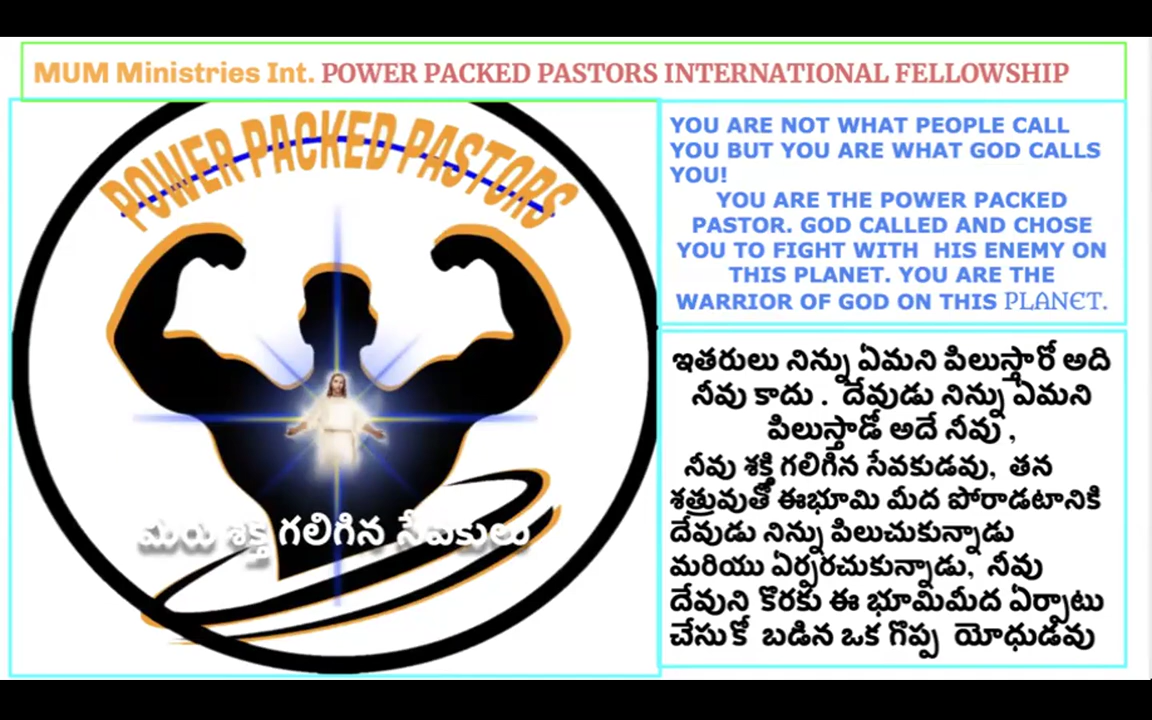 MUM Ministries Int. POWER PACKED PASTORS INTERNATIONAL FELLOWSHIP
POWER PACKED PASTORS
మీరు శక్తి గలిగిన సేవకులు
YOU ARE NOT WHAT PEOPLE CALL
YOU BUT YOU ARE WHAT GOD CALLS
YOU!
YOU ARE THE POWER PACKED
PASTOR. GOD CALLED AND CHOSE
YOU TO FIGHT WITH HIS ENEMY ON
THIS PLANET. YOU ARE THE
WARRIOR OF GOD ON THIS PLANET.
ఇతరులు నిన్ను ఏమని పిలుస్తారో అది
నీవు కాదు . దేవుడు నిన్ను ఏమని
పిలుస్తాడో అదే నీవు ,
నీవు శక్తి గలిగిన సేవకుడవు, తన
శత్రువుతో ఈభూమి మీద పోరాడటానికి
దేవుడు నిన్ను పిలుచుకున్నాడు
మరియు ఏర్పరచుకున్నాడు, నీవు
దేవుని కొరకు ఈ భూమిమీద ఏర్పాటు
చేసుకో బడిన ఒక గొప్ప యోధుడవు